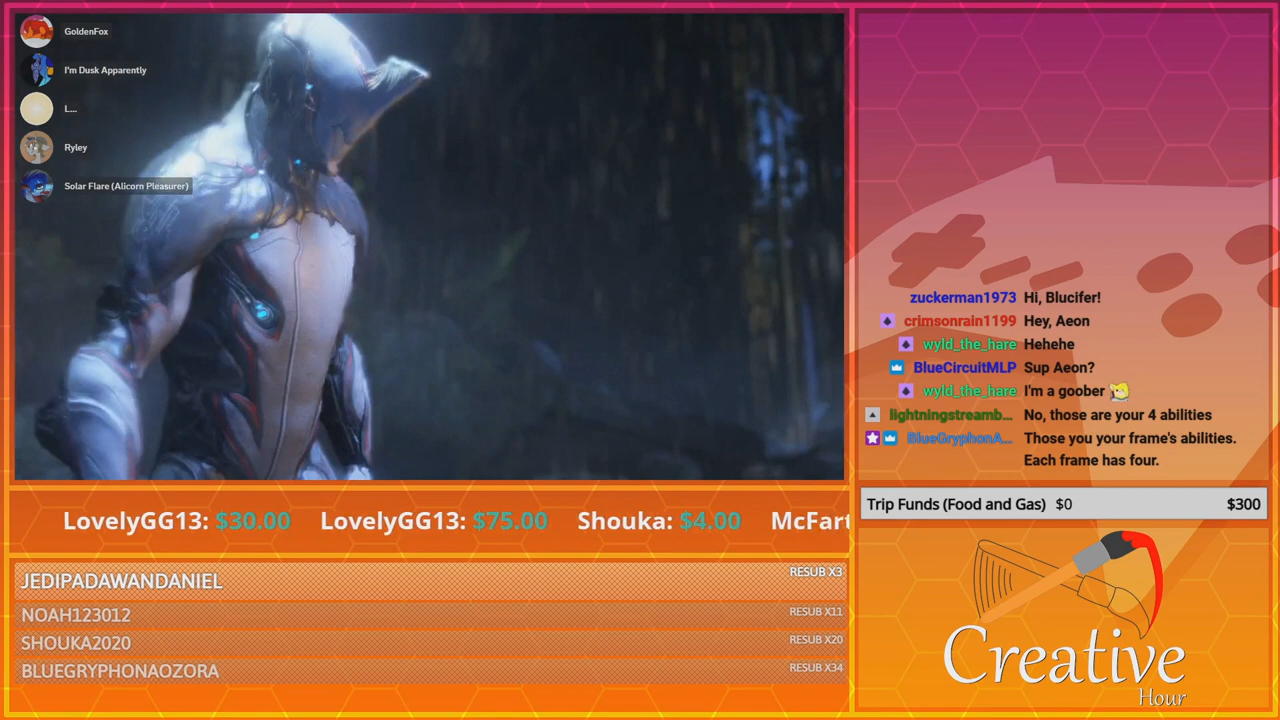 GoldenFox
I'm Dusk Apparently
L...
Ryley
Solar Flare (Alicorn Pleasurer)
zuckerman1973 Hi, Blucifer!
crimsonrain1199 Hey, Aeon
wyld_the_hare Hehehe
BlueCircuitMLP Sup Aeon?
wyld_the_hare I'm a goober
lightningstreamb... No, those are your 4 abilities
BlueGryphonA... Those you your frame's abilities.
Each frame has four.
Trip Funds (Food and Gas) $0 $300
LovelyGG13: $30.00 LovelyGG13: $75.00 Shouka: $4.00 McFart
JEDIPADAWANDANIEL RESUB X3
NOAH123012 RESUB X11
SHOUKA2020 RESUB X20
BLUEGRYPHONAOZORA RESUB X34
Creative
Hour